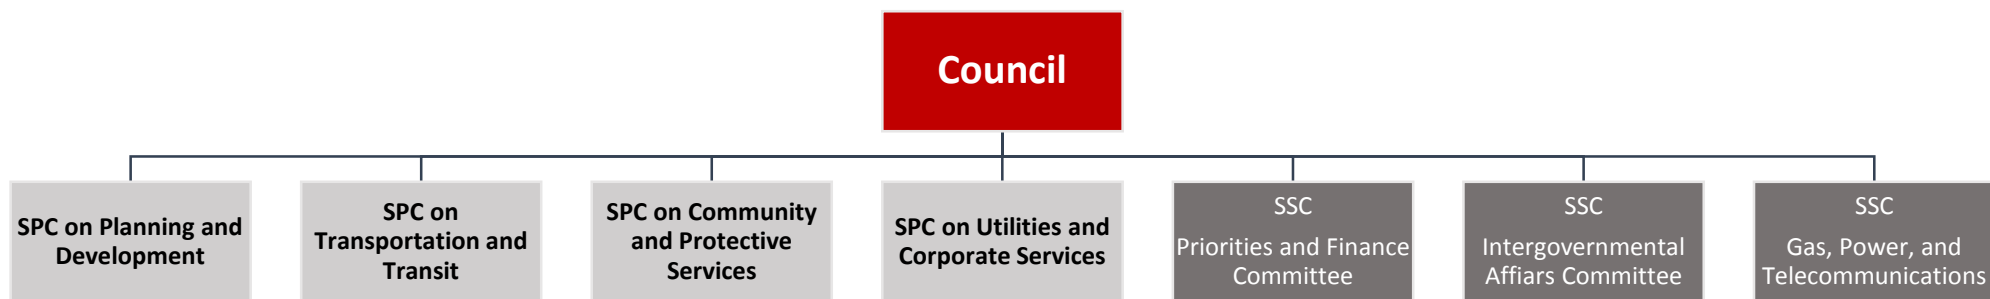 Council
SPC on Planning and
Development
SPC on
Transportation and
Transit
SPC on Community
and Protective
Services
SPC on Utilities and
Corporate Services
SSC
Priorities and Finance
Committee
SSC
Intergovernmental
Affiars Committee
SSC
Gas, Power, and
Telecommunications